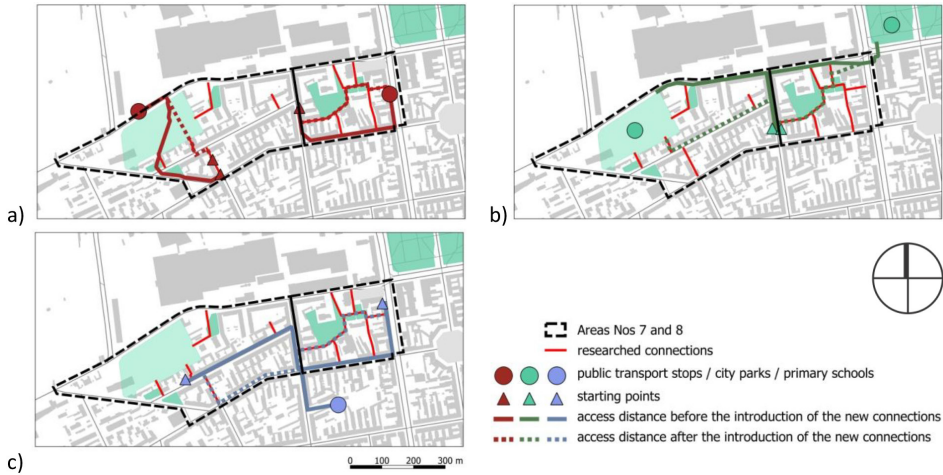 a)
b)
c)
Areas Nos 7 and 8
researched connections
public transport stops / city parks / primary schools
starting points
access distance before the introduction of the new connections
access distance after the introduction of the new connections
0 100 200 300 m